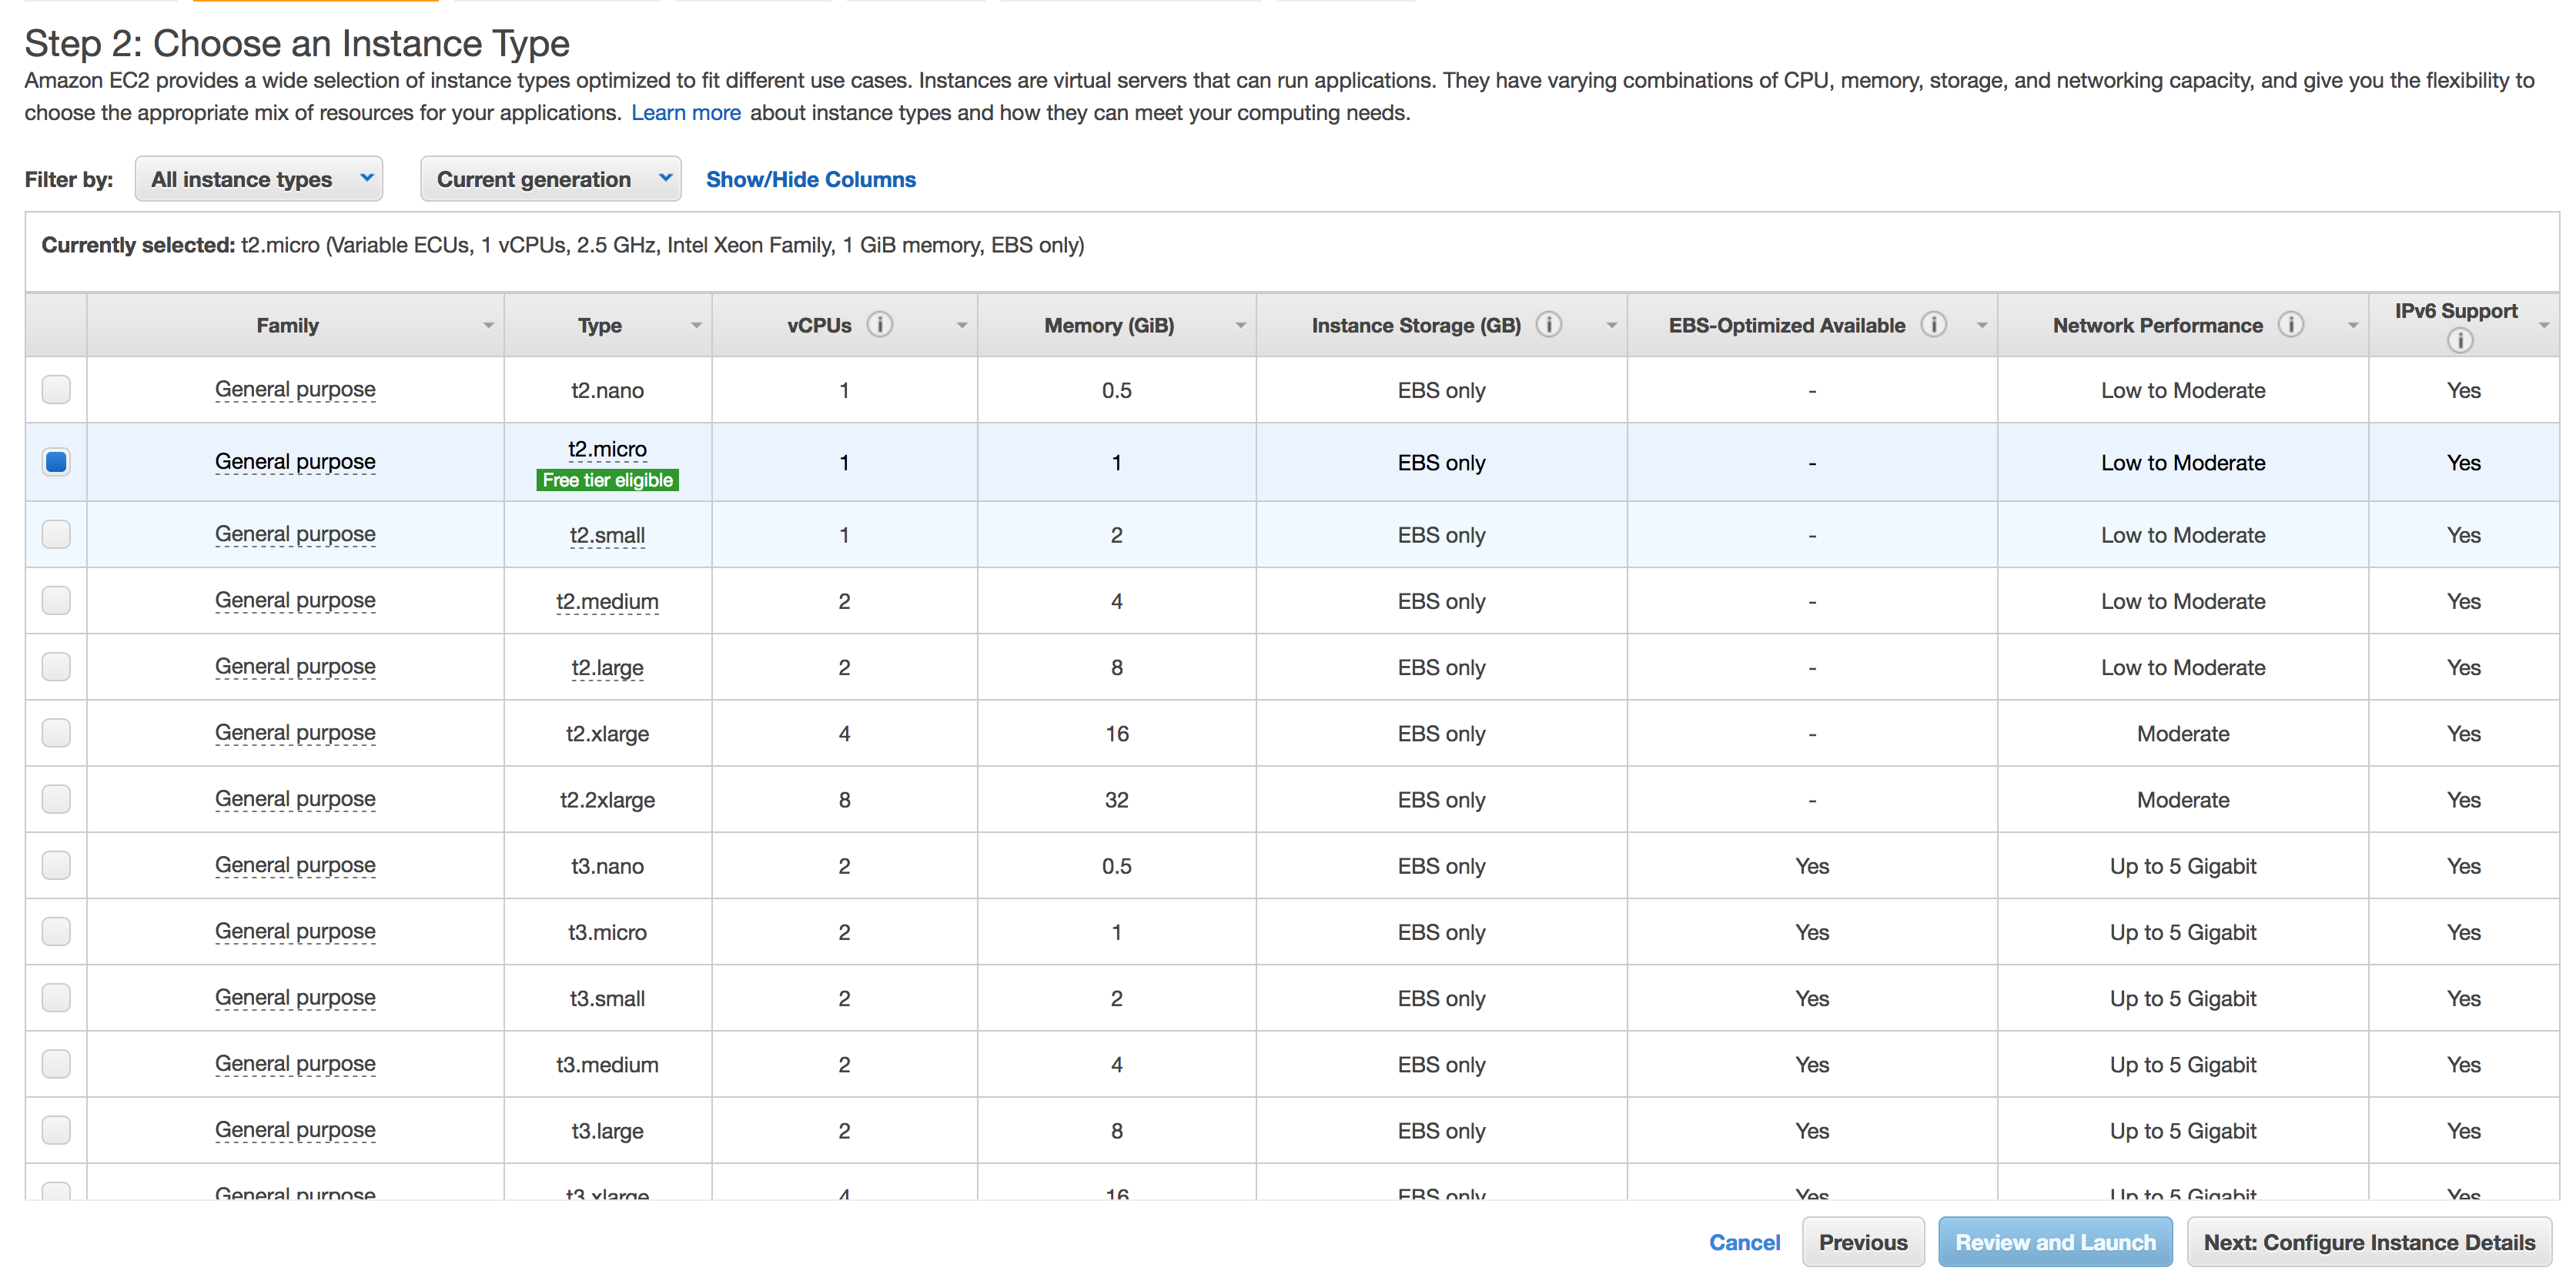 Step 2: Choose an Instance Type
Amazon EC2 provides a wide selection of instance types optimized to fit different use cases. Instances are virtual servers that can run applications. They have varying combinations of CPU, memory, storage, and networking capacity, and give you the flexibility to
choose the appropriate mix of resources for your applications. Learn more about instance types and how they can meet your computing needs.
Filter by: All instance types Current generation Show/Hide Columns
Currently selected: t2.micro (Variable ECUs, 1 vCPUs, 2.5 GHz, Intel Xeon Family, 1 GiB memory, EBS only)
Family Type vCPUs Memory (GiB) Instance Storage (GB) EBS-Optimized Available Network Performance IPv6 Support
General purpose t2.nano 1 0.5 EBS only - Low to Moderate Yes
General purpose t2.micro 1 1 EBS only - Low to Moderate Yes
Free tier eligible
General purpose t2.small 1 2 EBS only - Low to Moderate Yes
General purpose t2.medium 2 4 EBS only - Low to Moderate Yes
General purpose t2.large 2 8 EBS only - Low to Moderate Yes
General purpose t2.xlarge 4 16 EBS only - Moderate Yes
General purpose t2.2xlarge 8 32 EBS only - Moderate Yes
General purpose t3.nano 2 0.5 EBS only Yes Up to 5 Gigabit Yes
General purpose t3.micro 2 1 EBS only Yes Up to 5 Gigabit Yes
General purpose t3.small 2 2 EBS only Yes Up to 5 Gigabit Yes
General purpose t3.medium 2 4 EBS only Yes Up to 5 Gigabit Yes
General purpose t3.large 2 8 EBS only Yes Up to 5 Gigabit Yes
General purpose t3.xlarge 4 16 EBS only Yes Up to 5 Gigabit Yes
Cancel Previous Review and Launch Next: Configure Instance Details